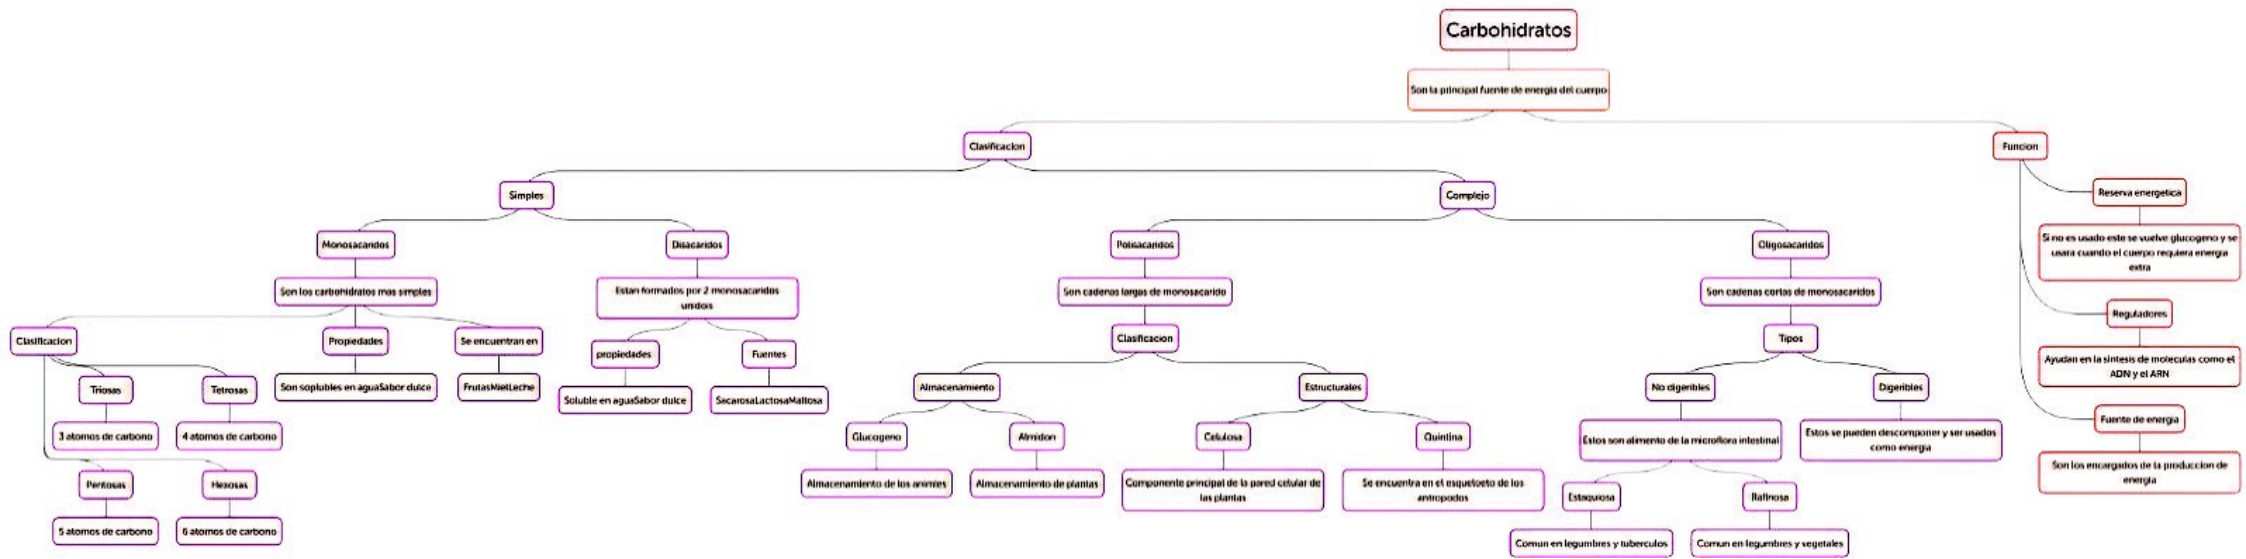 Carbohidratos
Son la principal fuente de energia del cuerpo
Clasificacion
Funcion
Simples
Complejo
Reserva energetica
Si no es usado este se vuelve glucogeno y se
usara cuando el cuerpo requiera energia
extra
Reguladores
Ayudan en la sintesis de moleculas como el
ADN y el ARN
Fuente de energia
Son los encargados de la produccion de
energia
Monosacaridos
Son los carbohidratos mas simples
Clasificacion
Triosas
3 atomos de carbono
Tetrosas
4 atomos de carbono
Pentosas
5 atomos de carbono
Hexosas
6 atomos de carbono
Propiedades
Son soplubles en aguaSabor dulce
Se encuentran en
FrutasMielLeche
Disacaridos
Estan formados por 2 monosacaridos
unidois
propiedades
Soluble en aguaSabor dulce
Fuentes
SacarosaLactosaMaltosa
Polisacaridos
Son cadenas largas de monosacarido
Clasificacion
Almacenamiento
Glucogeno
Almacenamiento de los animles
Almidon
Almacenamiento de plantas
Estructurales
Celulosa
Componente principal de la pared celular de
las plantas
Quintina
Se encuentra en el esqueloeto de los
antropodos
Oligosacaridos
Son cadenas cortas de monosacaridos
Tipos
No digeribles
Estos son alimento de la microflora intestinal
Estaquiosa
Comun en legumbres y tuberculos
Rafinosa
Comun en legumbres y vegetales
Digeribles
Estos se pueden descomponer y ser usados
como energia